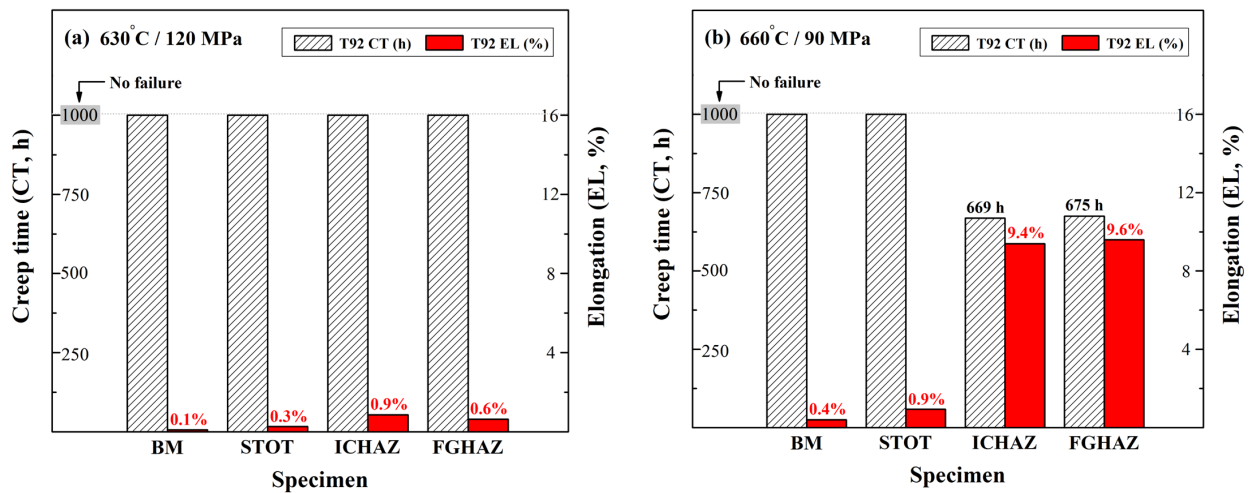 (a) 630°C / 120 MPa
T92 CT (h)
T92 EL (%)
No failure
1000
750
500
250
Creep time (CT, h)
16
12
8
4
Elongation (EL, %)
0.1%
0.3%
0.9%
0.6%
BM
STOT
ICHAZ
FGHAZ
Specimen
(b) 660°C / 90 MPa
T92 CT (h)
T92 EL (%)
No failure
1000
750
500
250
Creep time (CT, h)
16
12
8
4
Elongation (EL, %)
669 h
675 h
0.4%
0.9%
9.4%
9.6%
BM
STOT
ICHAZ
FGHAZ
Specimen